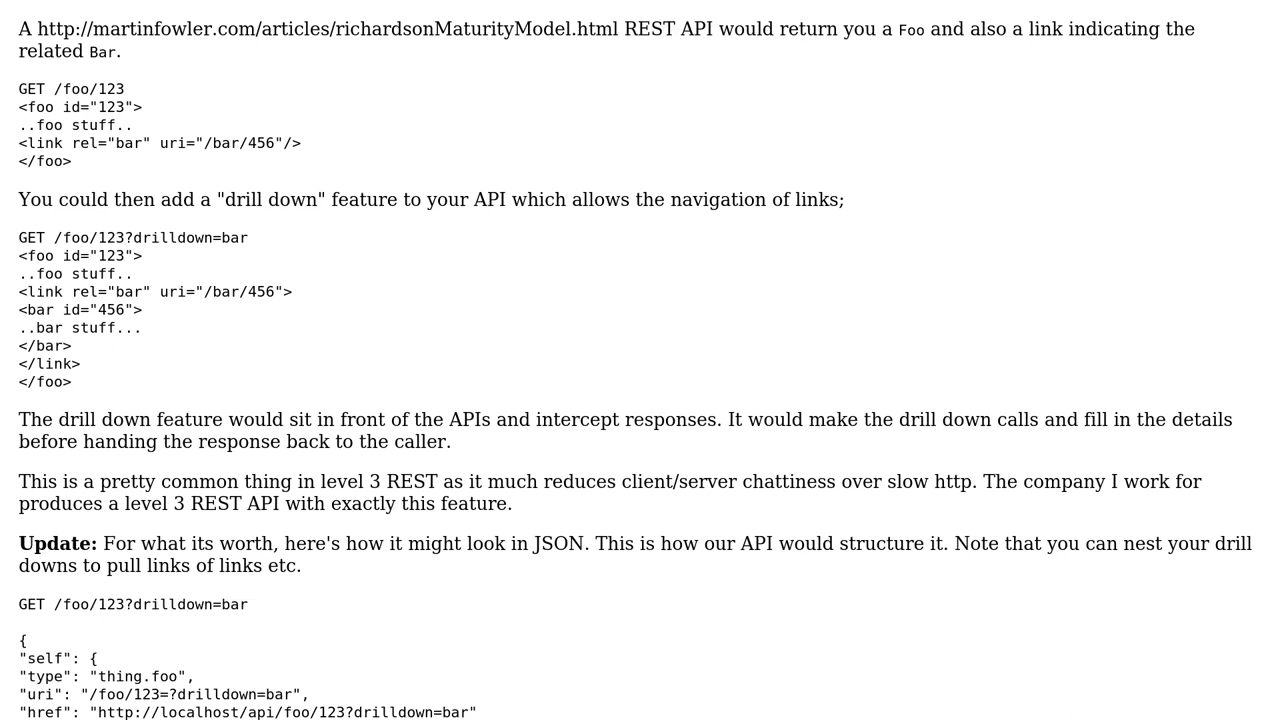 A http://martinfowler.com/articles/richardsonMaturityModel.html REST API would return you a Foo and also a link indicating the
related Bar.
GET /foo/123
<foo id="123">
..foo stuff..
<link rel="bar" uri="/bar/456"/>
</foo>
You could then add a "drill down" feature to your API which allows the navigation of links;
GET /foo/123?drilldown=bar
<foo id="123">
..foo stuff..
<link rel="bar" uri="/bar/456">
<bar id="456">
..bar stuff...
</bar>
</link>
</foo>
The drill down feature would sit in front of the APIs and intercept responses. It would make the drill down calls and fill in the details
before handing the response back to the caller.
This is a pretty common thing in level 3 REST as it much reduces client/server chattiness over slow http. The company I work for
produces a level 3 REST API with exactly this feature.
Update: For what its worth, here's how it might look in JSON. This is how our API would structure it. Note that you can nest your drill
downs to pull links of links etc.
GET /foo/123?drilldown=bar
{
"self": {
"type": "thing.foo",
"uri": "/foo/123=?drilldown=bar",
"href": "http://localhost/api/foo/123?drilldown=bar"